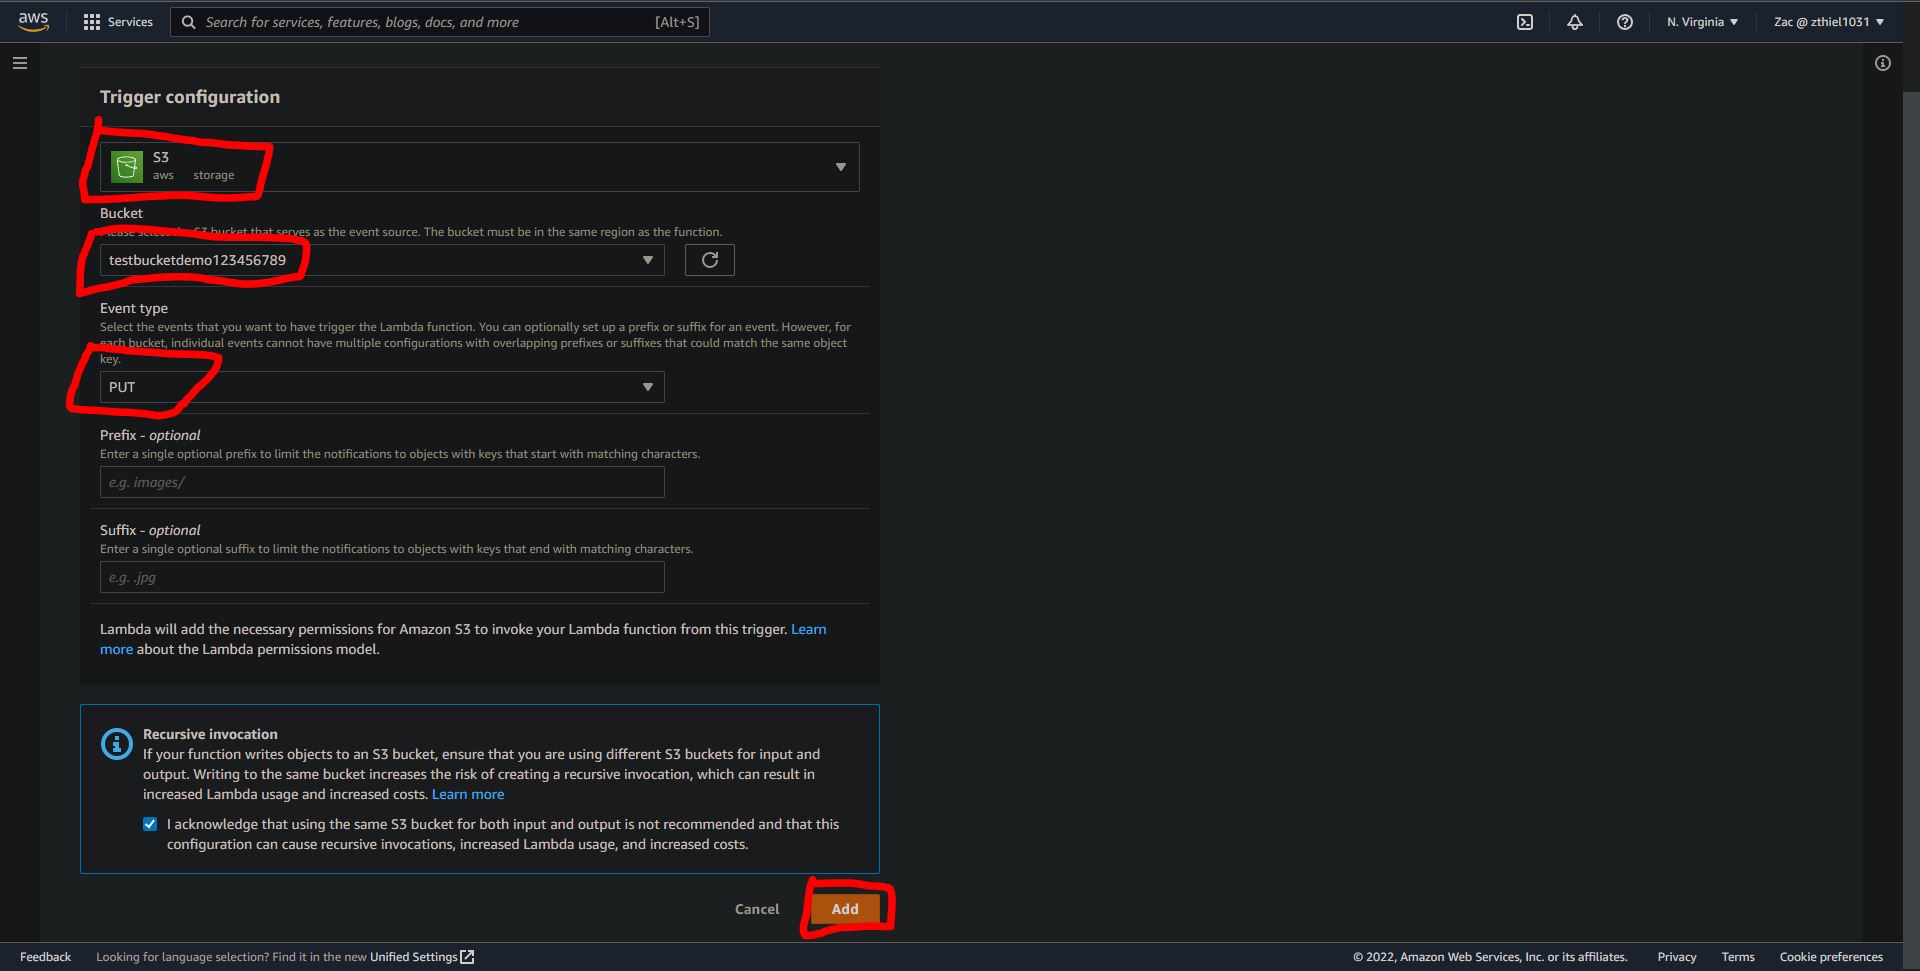 aws
Services
Search for services, features, blogs, docs, and more [Alt+S]
N. Virginia
Zac @ zthiel1031
Trigger configuration
S3
aws storage
Bucket
Please select the S3 bucket that serves as the event source. The bucket must be in the same region as the function.
testbucketdemo123456789
Event type
Select the events that you want to have trigger the Lambda function. You can optionally set up a prefix or suffix for an event. However, for
each bucket, individual events cannot have multiple configurations with overlapping prefixes or suffixes that could match the same object
key.
PUT
Prefix - optional
Enter a single optional prefix to limit the notifications to objects with keys that start with matching characters.
e.g. images/
Suffix - optional
Enter a single optional suffix to limit the notifications to objects with keys that end with matching characters.
e.g. .jpg
Lambda will add the necessary permissions for Amazon S3 to invoke your Lambda function from this trigger. Learn
more about the Lambda permissions model.
Recursive invocation
If your function writes objects to an S3 bucket, ensure that you are using different S3 buckets for input and
output. Writing to the same bucket increases the risk of creating a recursive invocation, which can result in
increased Lambda usage and increased costs. Learn more
I acknowledge that using the same S3 bucket for both input and output is not recommended and that this
configuration can cause recursive invocations, increased Lambda usage, and increased costs.
Cancel
Add
Feedback
Looking for language selection? Find it in the new Unified Settings
© 2022, Amazon Web Services, Inc. or its affiliates.
Privacy
Terms
Cookie preferences